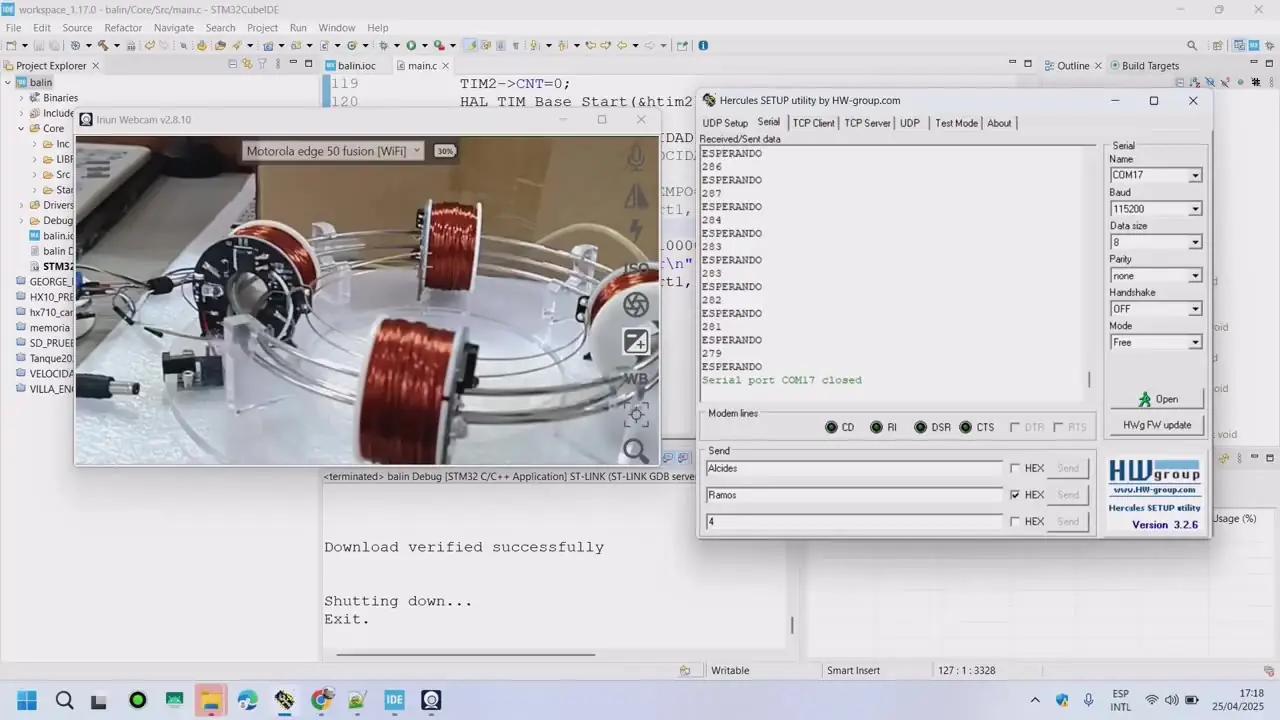 workspace_1.17.0 - balin/Core/Src/main.c - STM32CubeIDE
File Edit Source Refactor Navigate Search Project Run Window Help
Project Explorer
balin.ioc
main.c
Outline
Build Targets
balin
Binaries
Include
Core
Inc
Src
Drivers
Debug
balin.i
STM32
GEORGE_
HX10_PRE
hx710_car
memoria
SD_PRUE
VELOCIDA
VILLA_EN
119 TIM2->CNT=0;
120 HAL_TIM_Base_Start(&htim2
Iriun Webcam v2.8.10
Motorola edge 50 fusion [WiFi]
30%
ISO
WB
Hercules SETUP utility by HW-group.com
UDP Setup Serial TCP Client TCP Server UDP Test Mode About
Received/Sent data
ESPERANDO
286
ESPERANDO
287
ESPERANDO
284
ESPERANDO
283
ESPERANDO
283
ESPERANDO
282
ESPERANDO
281
ESPERANDO
279
ESPERANDO
Serial port COM17 closed
Serial
Name
COM17
Baud
115200
Data size
8
Parity
none
Handshake
OFF
Mode
Free
Open
HWg FW update
Modem lines
CD RI DSR CTS DTR RTS
Send
Alcides HEX Send
Ramos HEX Send
4 HEX Send
HWgroup
www.HW-group.com
Hercules SETUP utility
Version 3.2.6
<terminated> balin Debug [STM32 C/C++ Application] ST-LINK (ST-LINK GDB server
Download verified successfully
Shutting down...
Exit.
Usage (%)
Writable
Smart Insert
127 : 1 : 3328
IDE
ESP
INTL
17:18
25/04/2025